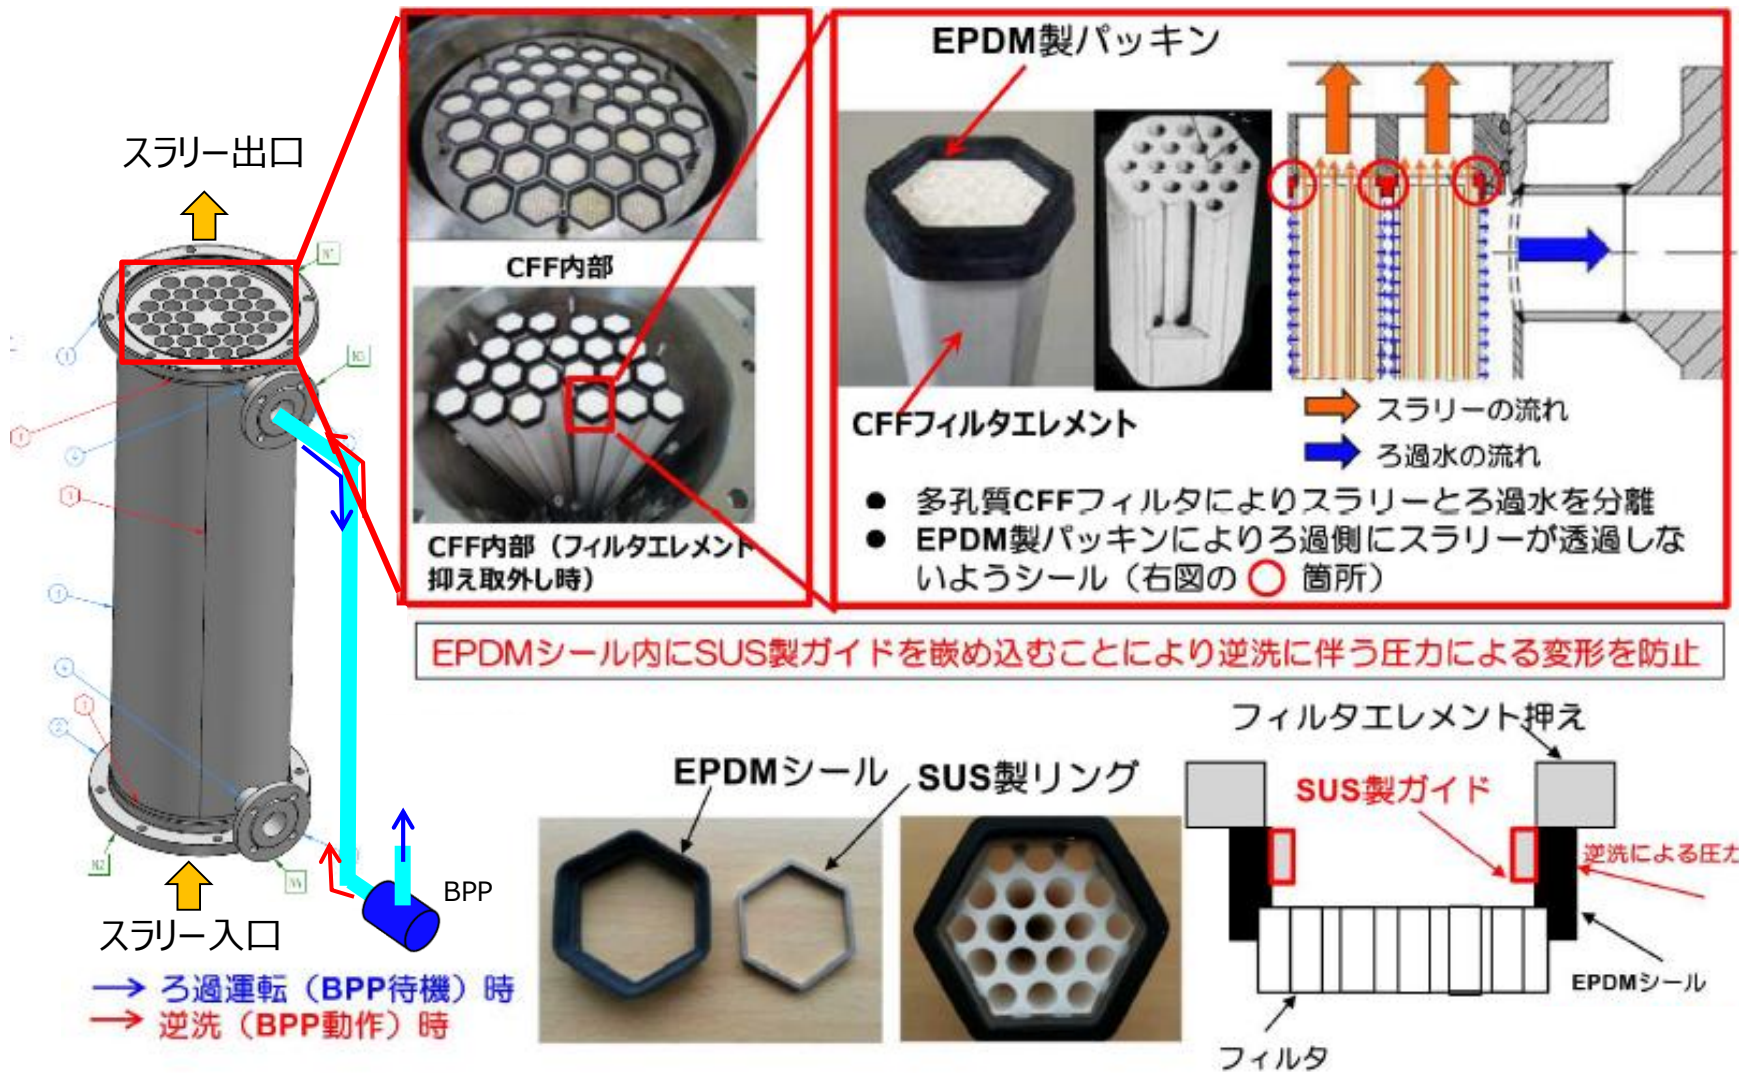 スラリー出口
N1
N3
N2
N4
スラリー入口
BPP
ろ過運転（BPP待機）時
逆洗（BPP動作）時
CFF内部
CFF内部（フィルタエレメント
抑え取外し時）
EPDM製パッキン
CFFフィルタエレメント
スラリーの流れ
ろ過水の流れ
● 多孔質CFFフィルタによりスラリーとろ過水を分離
● EPDM製パッキンによりろ過側にスラリーが透過しな
いようシール（右図の○ 箇所）
EPDMシール内にSUS製ガイドを嵌め込むことにより逆洗に伴う圧力による変形を防止
EPDMシール
SUS製リング
フィルタエレメント押え
SUS製ガイド
逆洗による圧力
EPDMシール
フィルタ